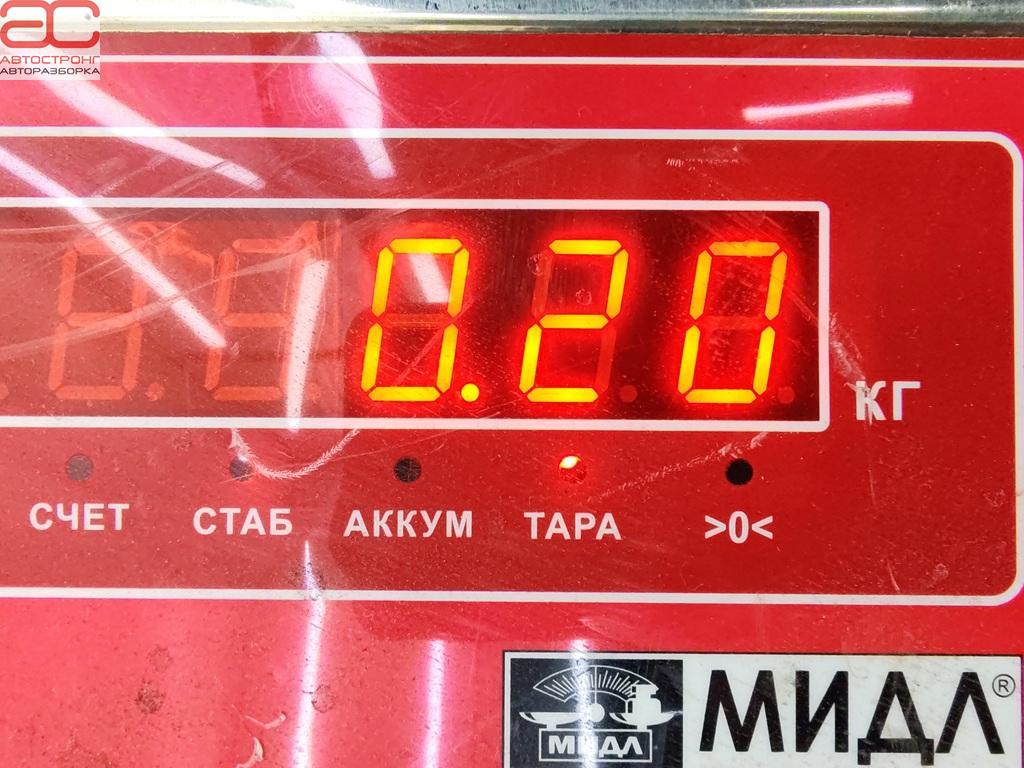 ас
АВТОСТРОНГ
АВТОРАЗБОРКА
0.20
КГ
СЧЕТ СТАБ АККУМ ТАРА >0<
МИДЛ МИДЛ®